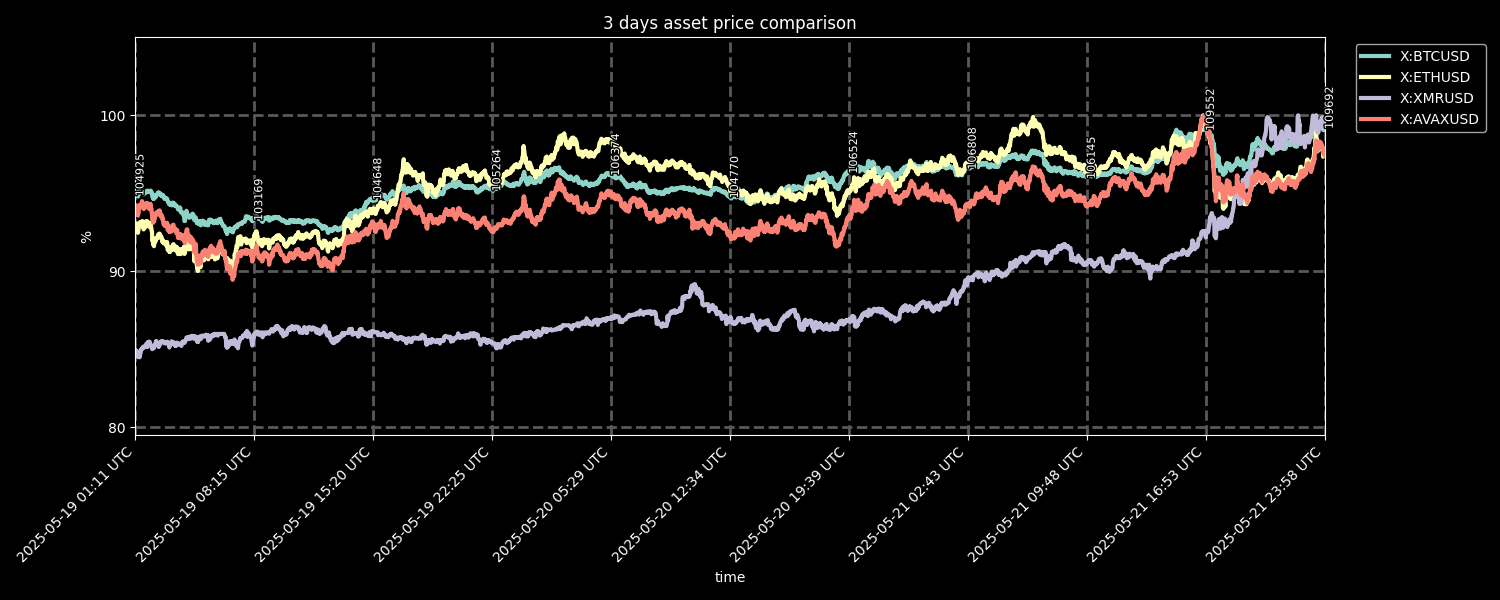 3 days asset price comparison
X:BTCUSD
X:ETHUSD
X:XMRUSD
X:AVAXUSD
100
90
80
%
104925
103169
104648
105264
106374
104770
106524
106808
106145
109552
109692
2025-05-19 01:11 UTC
2025-05-19 08:15 UTC
2025-05-19 15:20 UTC
2025-05-19 22:25 UTC
2025-05-20 05:29 UTC
2025-05-20 12:34 UTC
2025-05-20 19:39 UTC
2025-05-21 02:43 UTC
2025-05-21 09:48 UTC
2025-05-21 16:53 UTC
2025-05-21 23:58 UTC
time